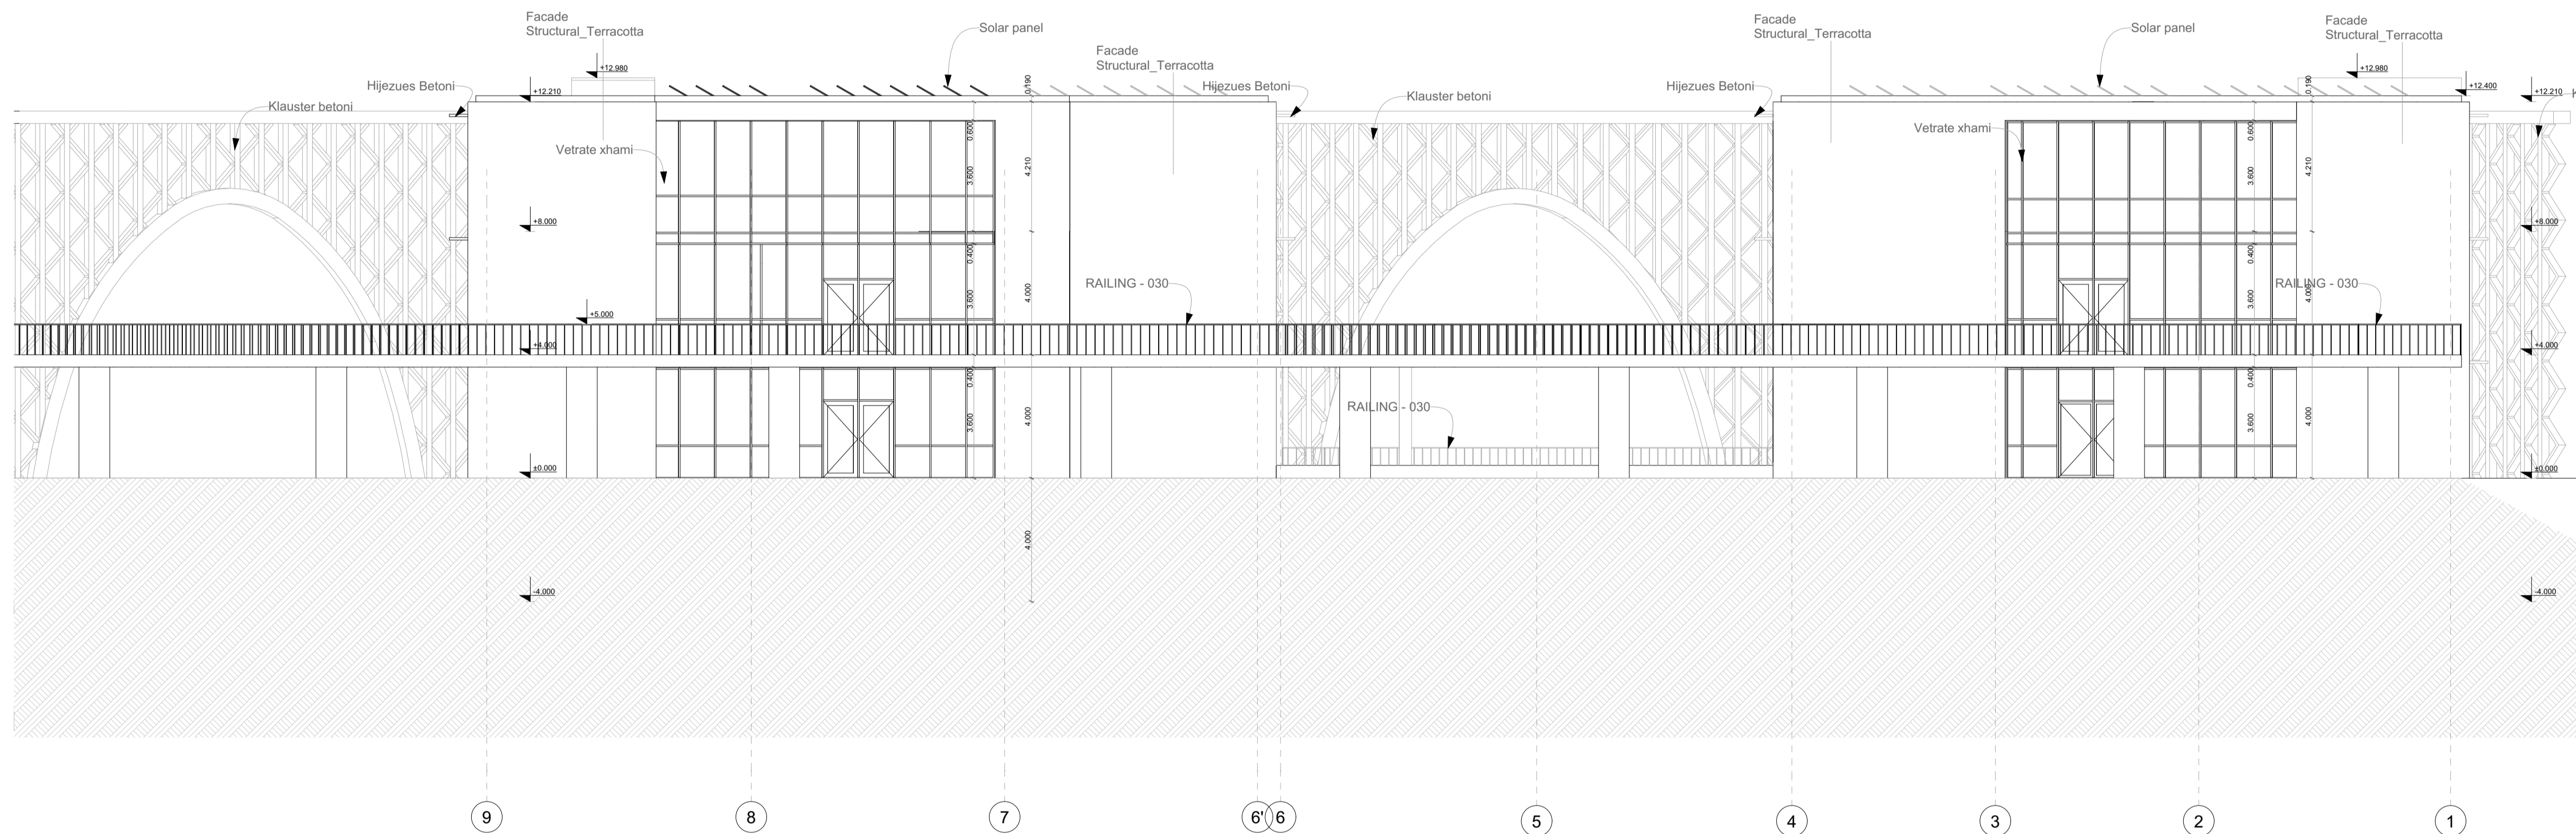 Facade
Structural_Terracotta
Solar panel
Facade
Structural_Terracotta
Facade
Structural_Terracotta
Solar panel
Facade
Structural_Terracotta
+12.980
+12.980
Hijezues Betoni
+12.210
0.190
Hijezues Betoni
Hijezues Betoni
0.190
+12.400
+12.210
K
Klauster betoni
Klauster betoni
Vetrate xhami
0.600
Vetrate xhami
0.600
3.600
4.210
3.600
4.210
+8.000
+8.000
0.400
0.400
RAILING - 030
RAILING - 030
3.600
4.000
3.600
4.000
+5.000
+4.000
+4.000
0.400
0.400
RAILING - 030
3.600
4.000
3.600
4.000
±0.000
±0.000
4.000
-4.000
-4.000
9
8
7
6'
6
5
4
3
2
1